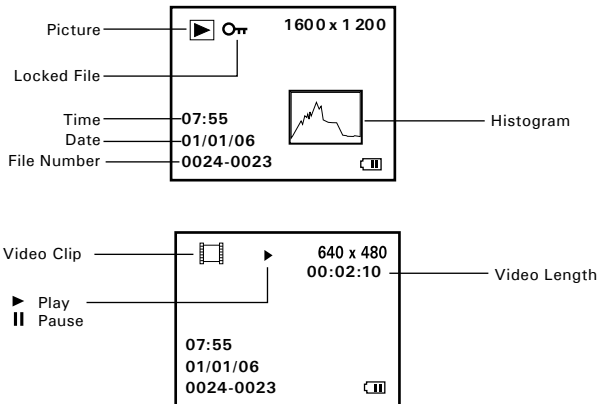 Picture
1600 x 1200
Locked File
Time
07:55
Date
01/01/06
File Number
0024-0023
Histogram
Video Clip
640 x 480
00:02:10
Video Length
Play
Pause
07:55
01/01/06
0024-0023